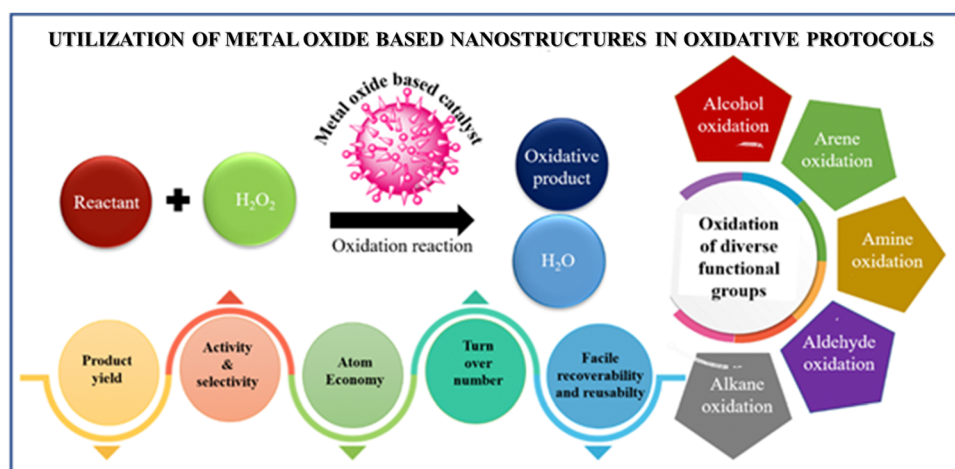 UTILIZATION OF METAL OXIDE BASED NANOSTRUCTURES IN OXIDATIVE PROTOCOLS
Metal oxide based catalyst
Reactant
+
H₂O₂
Oxidation reaction
Oxidative
product
H₂O
Alcohol
oxidation
Arene
oxidation
Amine
oxidation
Aldehyde
oxidation
Alkane
oxidation
Oxidation
of diverse
functional
groups
Product
yield
Activity
&
selectivity
Atom
Economy
Turn
over
number
Facile
recoverability
and reusabilty